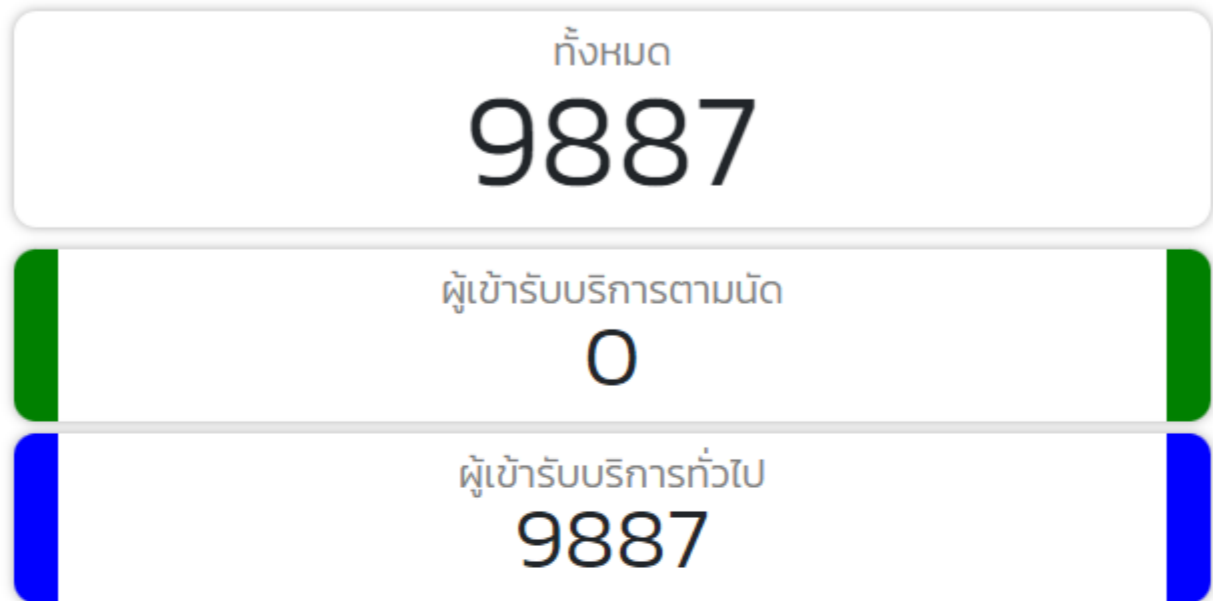 ทั้งหมด
9887
ผู้เข้ารับบริการตามนัด
0
ผู้เข้ารับบริการทั่วไป
9887